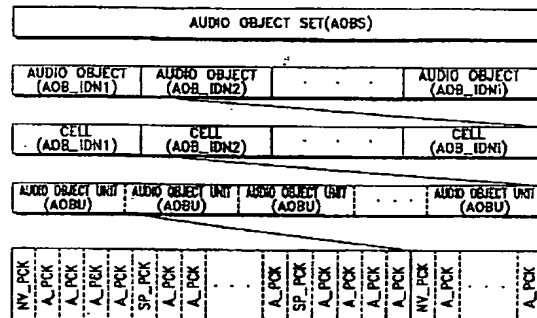 AUDIO OBJECT SET(AOBS)
AUDIO OBJECT (AOB_IDN1) AUDIO OBJECT (AOB_IDN2) . . . AUDIO OBJECT (AOB_IDNi)
CELL (AOB_IDN1) CELL (AOB_IDN2) . . . CELL (AOB_IDNi)
AUDIO OBJECT UNIT (AOBU) AUDIO OBJECT UNIT (AOBU) AUDIO OBJECT UNIT (AOBU) . . . AUDIO OBJECT UNIT (AOBU)
NV_PCK A_PCK A_PCK A_PCK A_PCK SP_PCK A_PCK A_PCK . . . A_PCK SP_PCK A_PCK A_PCK A_PCK A_PCK NV_PCK A_PCK . . . A_PCK